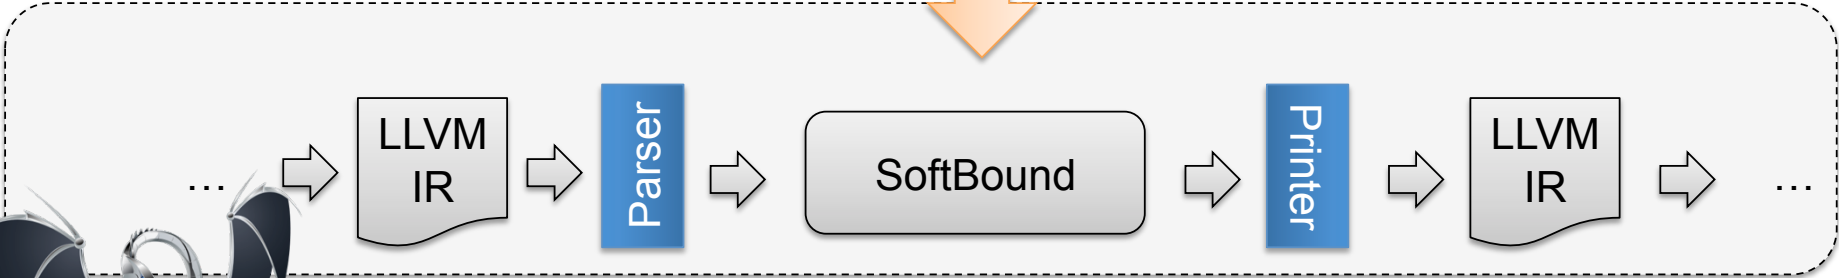 ...
LLVM
IR
Parser
SoftBound
Printer
LLVM
IR
...